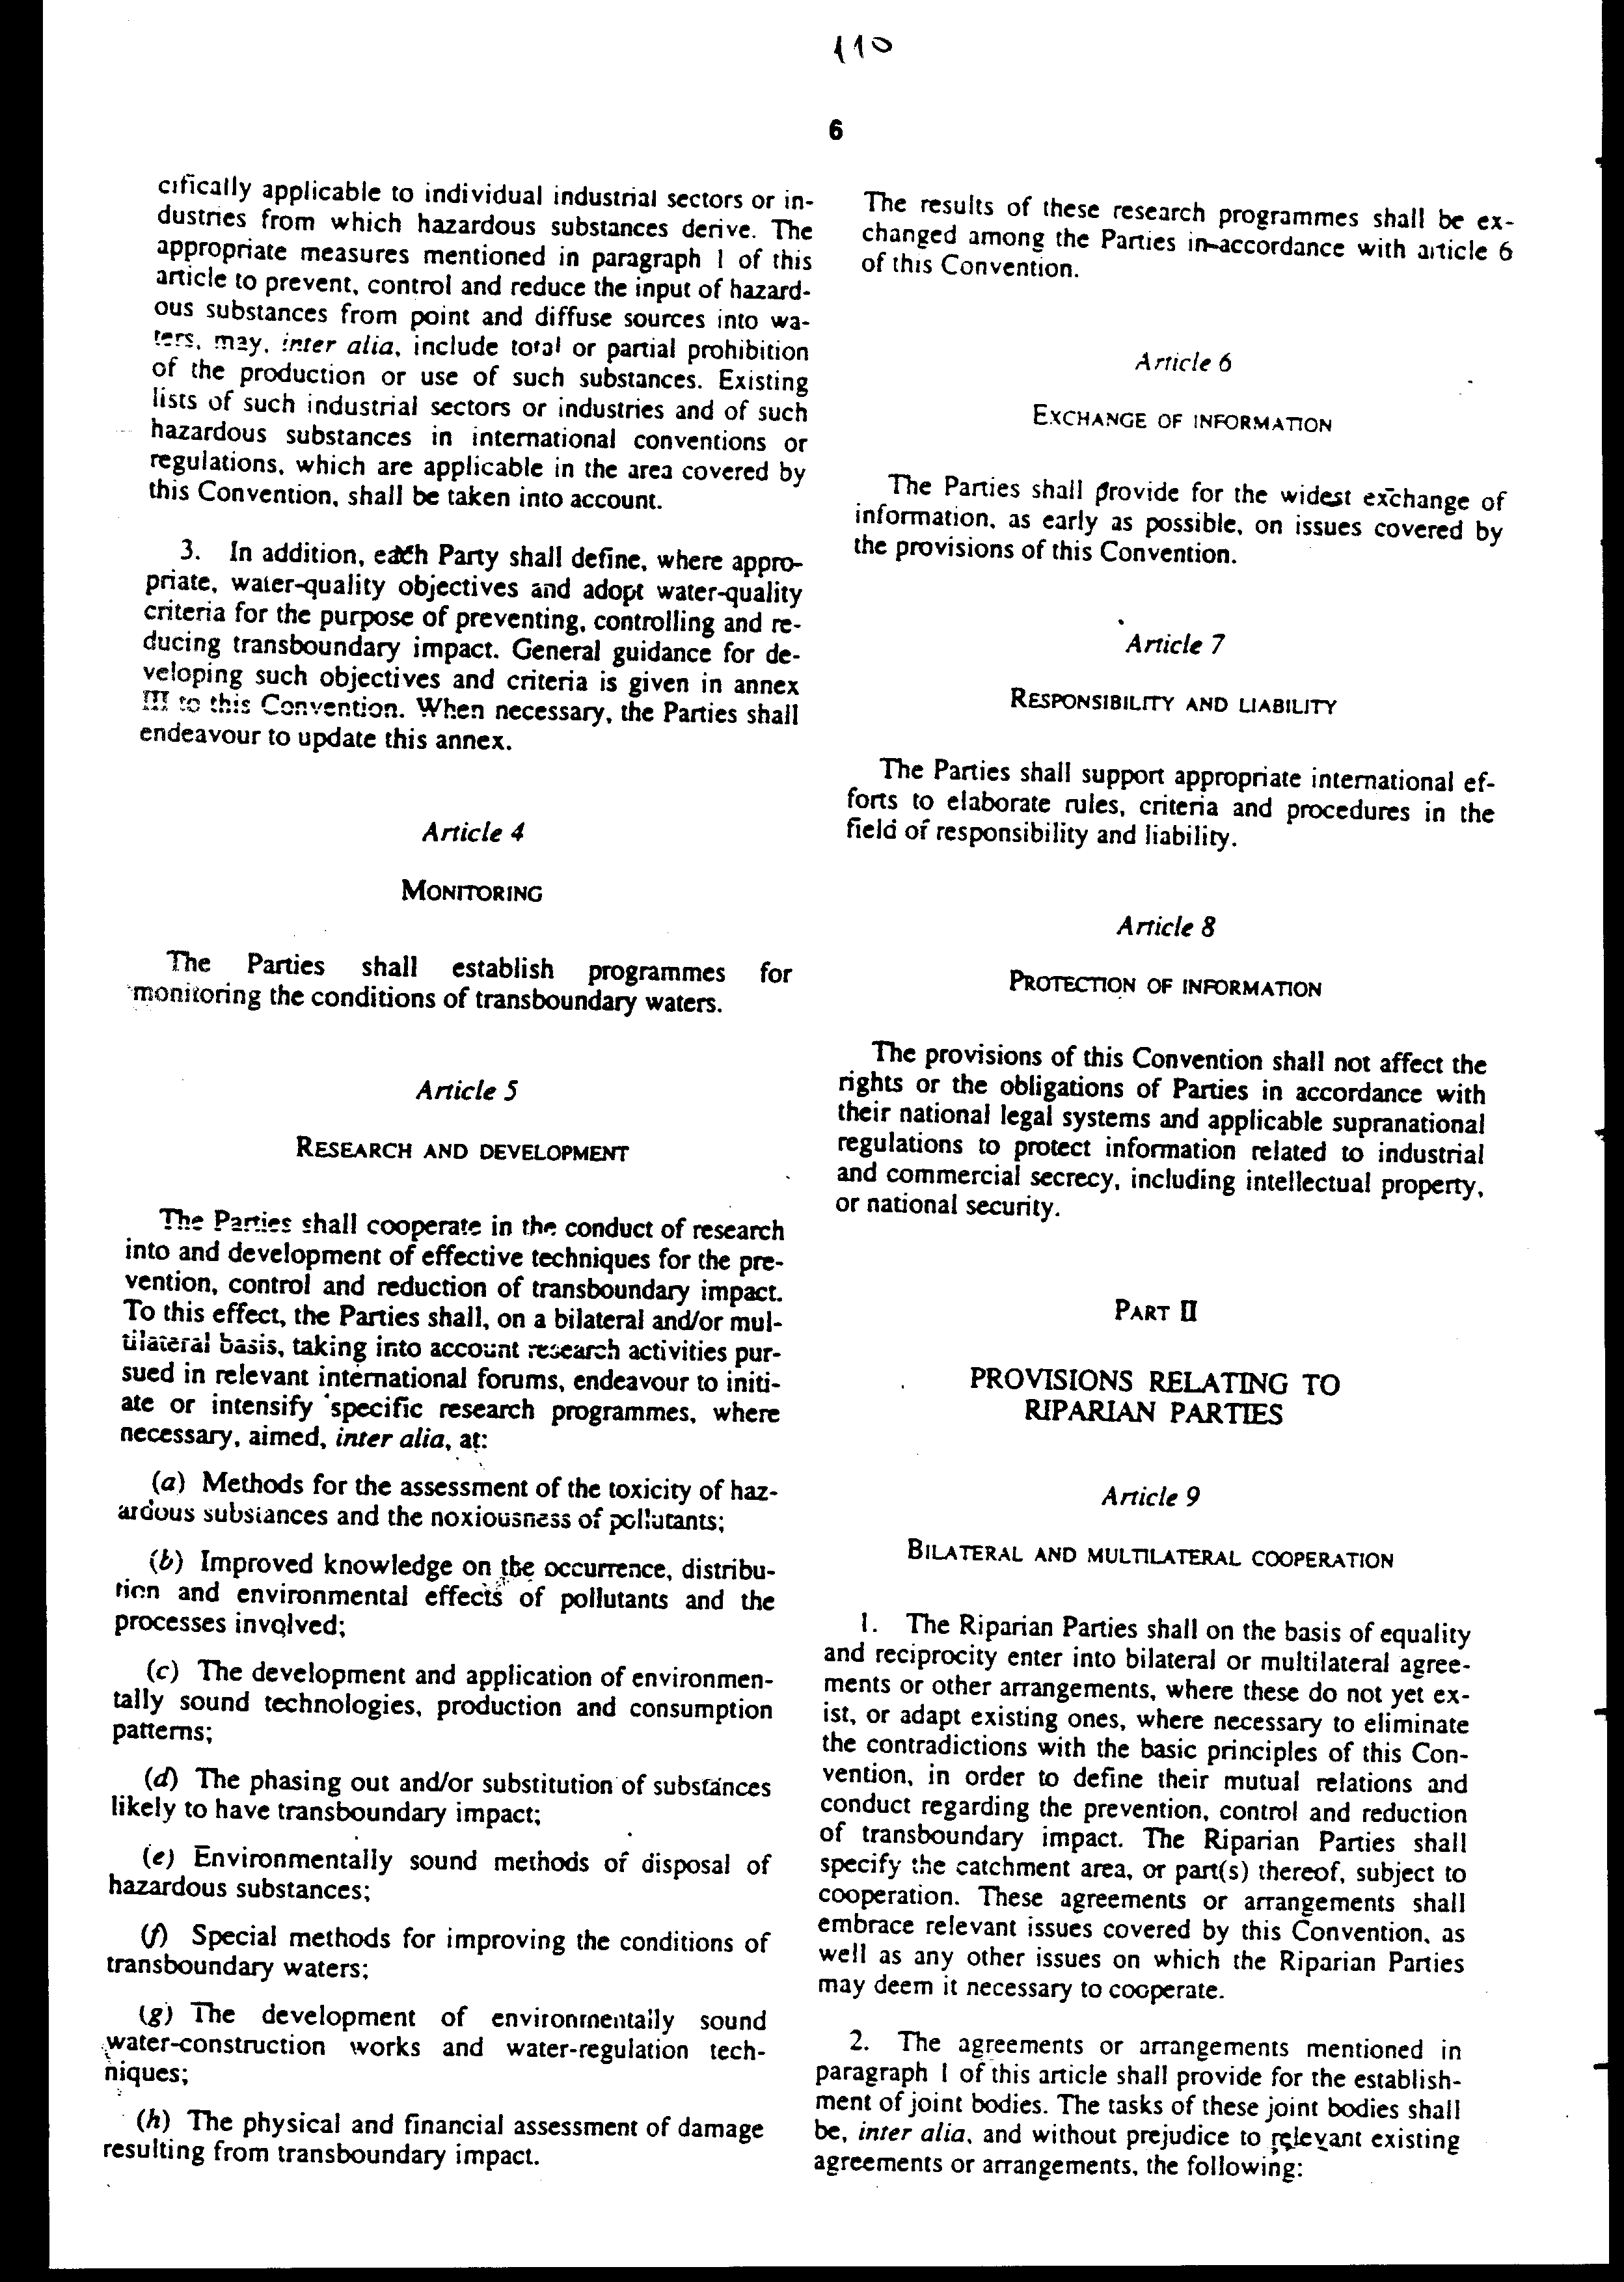 110
6
cifically applicable to individual industrial sectors or in-
dustries from which hazardous substances derive. The
appropriate measures mentioned in paragraph 1 of this
article to prevent, control and reduce the input of hazard-
ous substances from point and diffuse sources into wa-
ters, may, inter alia, include total or partial prohibition
of the production or use of such substances. Existing
lists of such industrial sectors or industries and of such
hazardous substances in international conventions or
regulations, which are applicable in the area covered by
this Convention, shall be taken into account.
3. In addition, each Party shall define, where appro-
priate, water-quality objectives and adopt water-quality
criteria for the purpose of preventing, controlling and re-
ducing transboundary impact. General guidance for de-
veloping such objectives and criteria is given in annex
III to this Convention. When necessary, the Parties shall
endeavour to update this annex.
Article 4
MONITORING
The Parties shall establish programmes for
monitoring the conditions of transboundary waters.
Article 5
RESEARCH AND DEVELOPMENT
The Parties shall cooperate in the conduct of research
into and development of effective techniques for the pre-
vention, control and reduction of transboundary impact.
To this effect, the Parties shall, on a bilateral and/or mul-
tilateral basis, taking into account research activities pur-
sued in relevant international forums, endeavour to initi-
ate or intensify specific research programmes, where
necessary, aimed, inter alia, at:
(a) Methods for the assessment of the toxicity of haz-
ardous substances and the noxiousness of pollutants;
(b) Improved knowledge on the occurrence, distribu-
tion and environmental effects of pollutants and the
processes involved;
(c) The development and application of environmen-
tally sound technologies, production and consumption
patterns;
(d) The phasing out and/or substitution of substances
likely to have transboundary impact;
(e) Environmentally sound methods of disposal of
hazardous substances;
(f) Special methods for improving the conditions of
transboundary waters;
(g) The development of environmentally sound
water-construction works and water-regulation tech-
niques;
(h) The physical and financial assessment of damage
resulting from transboundary impact.
The results of these research programmes shall be ex-
changed among the Parties in accordance with article 6
of this Convention.
Article 6
EXCHANGE OF INFORMATION
The Parties shall provide for the widest exchange of
information, as early as possible, on issues covered by
the provisions of this Convention.
Article 7
RESPONSIBILITY AND LIABILITY
The Parties shall support appropriate international ef-
forts to elaborate rules, criteria and procedures in the
field of responsibility and liability.
Article 8
PROTECTION OF INFORMATION
The provisions of this Convention shall not affect the
rights or the obligations of Parties in accordance with
their national legal systems and applicable supranational
regulations to protect information related to industrial
and commercial secrecy, including intellectual property,
or national security.
PART II
PROVISIONS RELATING TO
RIPARIAN PARTIES
Article 9
BILATERAL AND MULTILATERAL COOPERATION
1. The Riparian Parties shall on the basis of equality
and reciprocity enter into bilateral or multilateral agree-
ments or other arrangements, where these do not yet ex-
ist, or adapt existing ones, where necessary to eliminate
the contradictions with the basic principles of this Con-
vention, in order to define their mutual relations and
conduct regarding the prevention, control and reduction
of transboundary impact. The Riparian Parties shall
specify the catchment area, or part(s) thereof, subject to
cooperation. These agreements or arrangements shall
embrace relevant issues covered by this Convention, as
well as any other issues on which the Riparian Parties
may deem it necessary to cooperate.
2. The agreements or arrangements mentioned in
paragraph 1 of this article shall provide for the establish-
ment of joint bodies. The tasks of these joint bodies shall
be, inter alia, and without prejudice to relevant existing
agreements or arrangements, the following: